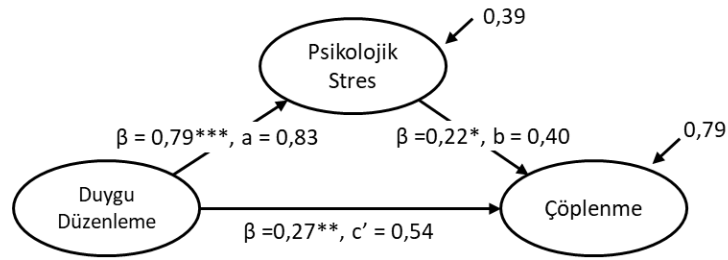 0,39
Psikolojik
Stres
β = 0,79***, a = 0,83
β =0,22*, b = 0,40
0,79
Duygu
Düzenleme
Çöplenme
β =0,27**, c’ = 0,54